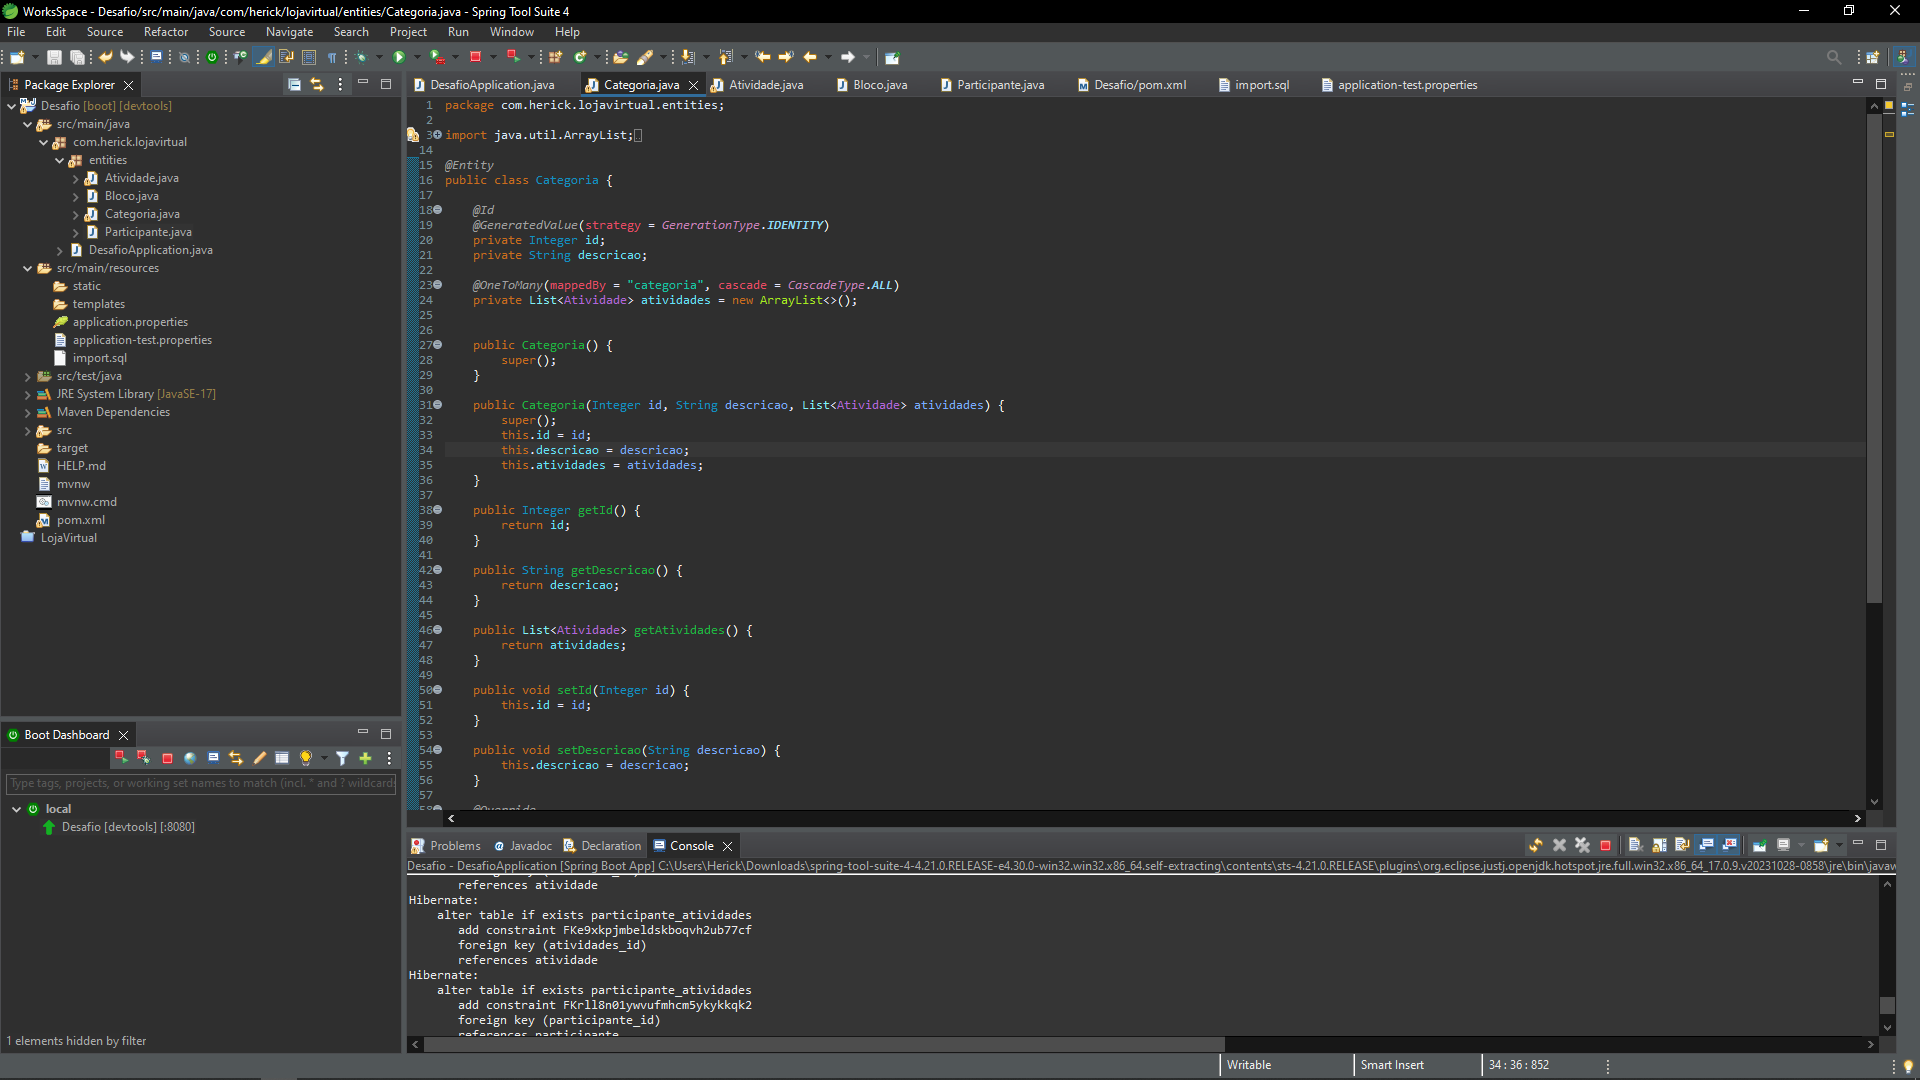 WorksSpace - Desafio/src/main/java/com/herick/lojavirtual/entities/Categoria.java - Spring Tool Suite 4
File Edit Source Refactor Source Navigate Search Project Run Window Help
Package Explorer
Desafio [boot] [devtools]
src/main/java
com.herick.lojavirtual
entities
Atividade.java
Bloco.java
Categoria.java
Participante.java
DesafioApplication.java
src/main/resources
static
templates
application.properties
application-test.properties
import.sql
src/test/java
JRE System Library [JavaSE-17]
Maven Dependencies
src
target
HELP.md
mvnw
mvnw.cmd
pom.xml
LojaVirtual
Boot Dashboard
Type tags, projects, or working set names to match (incl. * and ? wildcards
local
Desafio [devtools] [:8080]
1 elements hidden by filter
DesafioApplication.java Categoria.java Atividade.java Bloco.java Participante.java Desafio/pom.xml import.sql application-test.properties
1 package com.herick.lojavirtual.entities;
2
3 import java.util.ArrayList;
14
15 @Entity
16 public class Categoria {
17
18 @Id
19 @GeneratedValue(strategy = GenerationType.IDENTITY)
20 private Integer id;
21 private String descricao;
22
23 @OneToMany(mappedBy = "categoria", cascade = CascadeType.ALL)
24 private List<Atividade> atividades = new ArrayList<>();
25
26
27 public Categoria() {
28 super();
29 }
30
31 public Categoria(Integer id, String descricao, List<Atividade> atividades) {
32 super();
33 this.id = id;
34 this.descricao = descricao;
35 this.atividades = atividades;
36 }
37
38 public Integer getId() {
39 return id;
40 }
41
42 public String getDescricao() {
43 return descricao;
44 }
45
46 public List<Atividade> getAtividades() {
47 return atividades;
48 }
49
50 public void setId(Integer id) {
51 this.id = id;
52 }
53
54 public void setDescricao(String descricao) {
55 this.descricao = descricao;
56 }
57
58 @Override
Problems Javadoc Declaration Console
Desafio - DesafioApplication [Spring Boot App] C:\Users\Herick\Downloads\spring-tool-suite-4-4.21.0.RELEASE-e4.30.0-win32.win32.x86_64.self-extracting\contents\sts-4.21.0.RELEASE\plugins\org.eclipse.justj.openjdk.hotspot.jre.full.win32.x86_64_17.0.9.v20231028-0858\jre\bin\javaw
references atividade
Hibernate:
alter table if exists participante_atividades
add constraint FKe9xkpjmbeldskboqvh2ub77cf
foreign key (atividades_id)
references atividade
Hibernate:
alter table if exists participante_atividades
add constraint FKrll8n01ywvufmhcm5ykykkqk2
foreign key (participante_id)
references participante
Writable Smart Insert 34 : 36 : 852